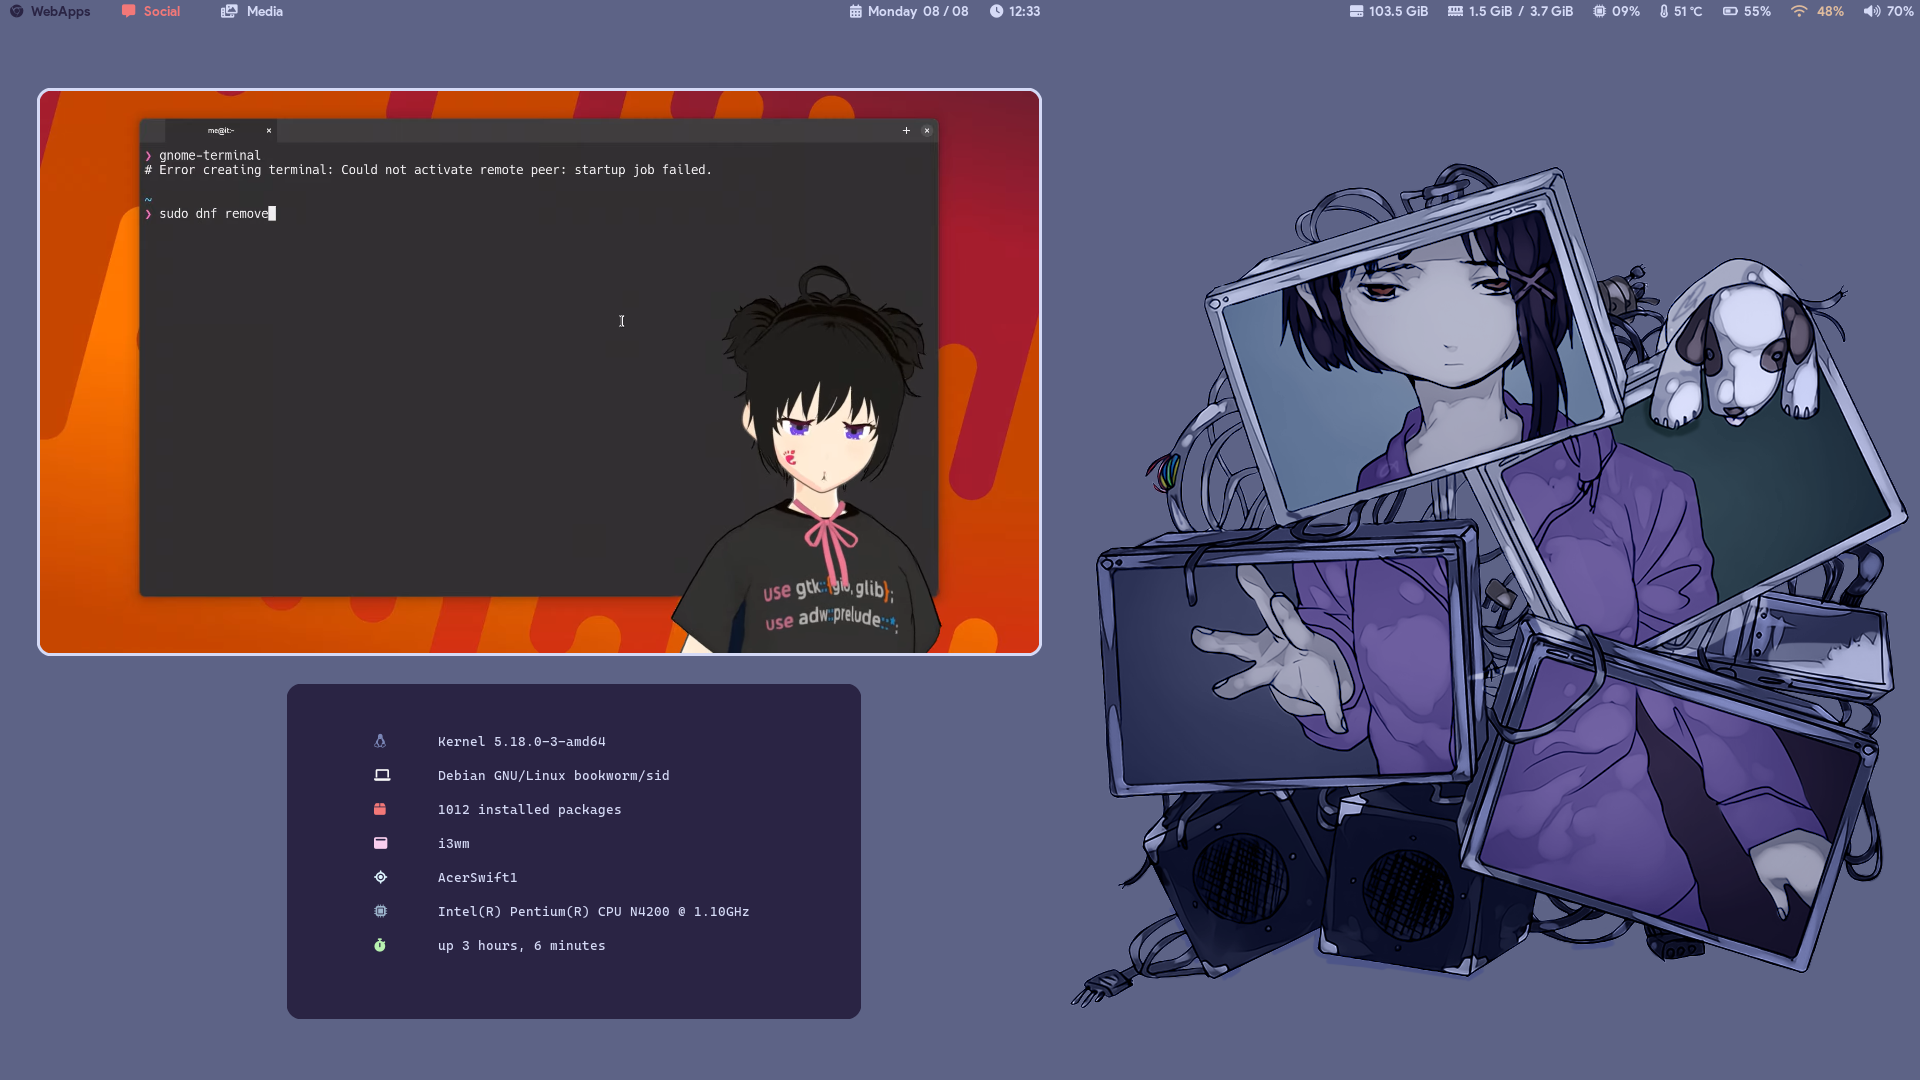 WebApps
Social
Media
Monday 08 / 08
12:33
103.5 GiB
1.5 GiB / 3.7 GiB
09%
51 °C
55%
48%
70%
me@it:~
❯ gnome-terminal
# Error creating terminal: Could not activate remote peer: startup job failed.
~
❯ sudo dnf remove
use gtk::{gio, glib};
use adw::prelude::*;
Kernel 5.18.0-3-amd64
Debian GNU/Linux bookworm/sid
1012 installed packages
i3wm
AcerSwift1
Intel(R) Pentium(R) CPU N4200 @ 1.10GHz
up 3 hours, 6 minutes